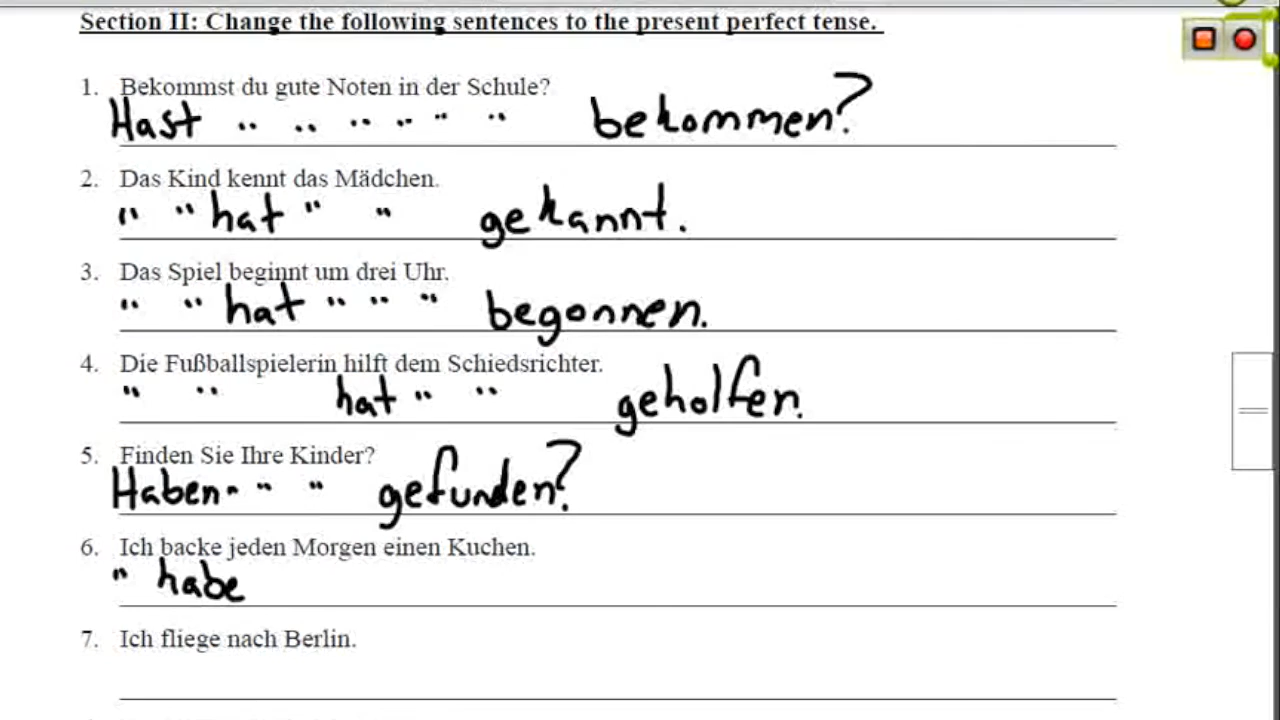 Section II: Change the following sentences to the present perfect tense.
1. Bekommst du gute Noten in der Schule?
Hast " " " " " " bekommen?
2. Das Kind kennt das Mädchen.
" " hat " " gekannt.
3. Das Spiel beginnt um drei Uhr.
" " hat " " " begonnen.
4. Die Fußballspielerin hilft dem Schiedsrichter.
" " hat " " geholfen.
5. Finden Sie Ihre Kinder?
Haben " " " gefunden?
6. Ich backe jeden Morgen einen Kuchen.
" habe
7. Ich fliege nach Berlin.